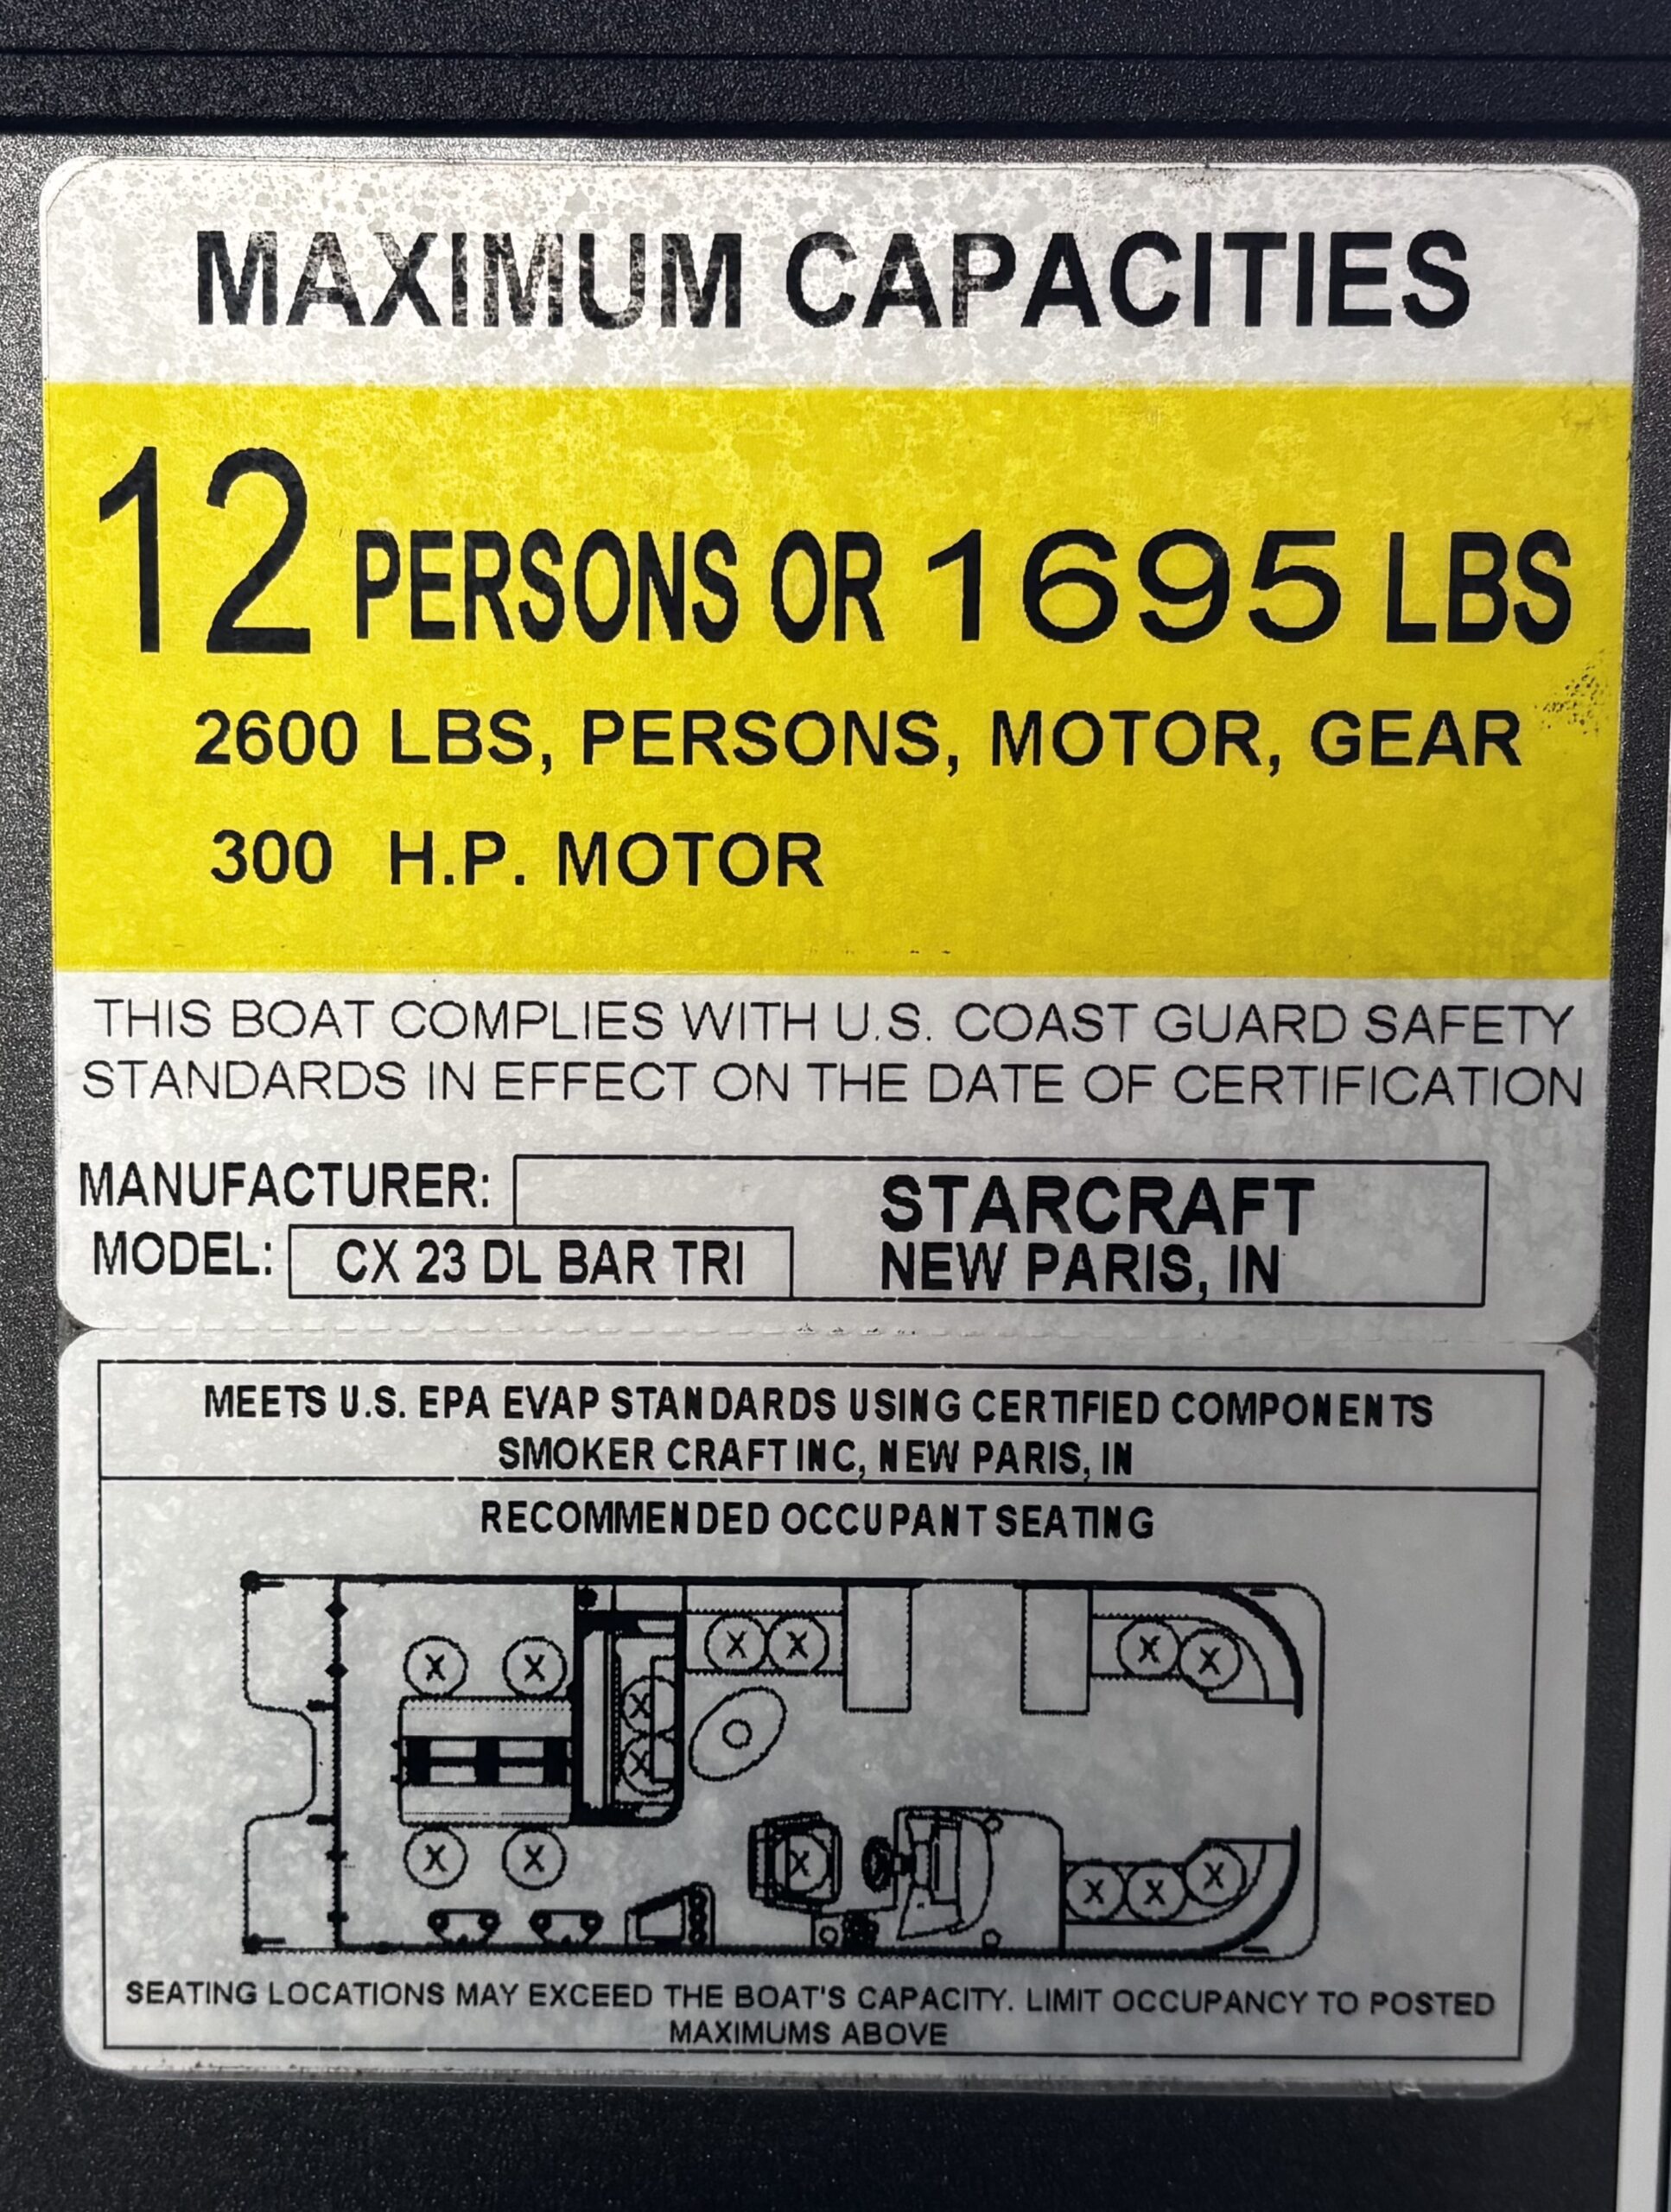 MAXIMUM CAPACITIES
12 PERSONS OR 1695 LBS
2600 LBS, PERSONS, MOTOR, GEAR
300 H.P. MOTOR
THIS BOAT COMPLIES WITH U.S. COAST GUARD SAFETY
STANDARDS IN EFFECT ON THE DATE OF CERTIFICATION
MANUFACTURER: STARCRAFT
MODEL: CX 23 DL BAR TRI NEW PARIS, IN
MEETS U.S. EPA EVAP STANDARDS USING CERTIFIED COMPONENTS
SMOKER CRAFT INC, NEW PARIS, IN
RECOMMENDED OCCUPANT SEATING
X X X X X X
X
X
X X X X X X
SEATING LOCATIONS MAY EXCEED THE BOAT'S CAPACITY. LIMIT OCCUPANCY TO POSTED
MAXIMUMS ABOVE